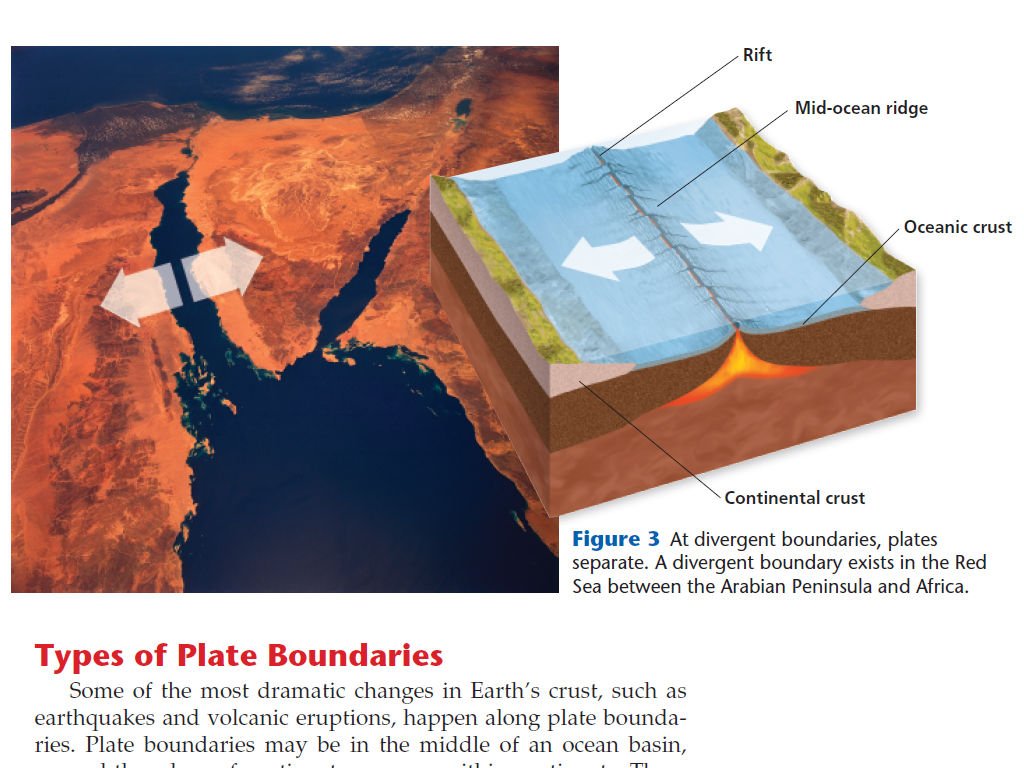 Rift
Mid-ocean ridge
Oceanic crust
Continental crust
Figure 3 At divergent boundaries, plates
separate. A divergent boundary exists in the Red
Sea between the Arabian Peninsula and Africa.
Types of Plate Boundaries
Some of the most dramatic changes in Earth’s crust, such as
earthquakes and volcanic eruptions, happen along plate bounda-
ries. Plate boundaries may be in the middle of an ocean basin,